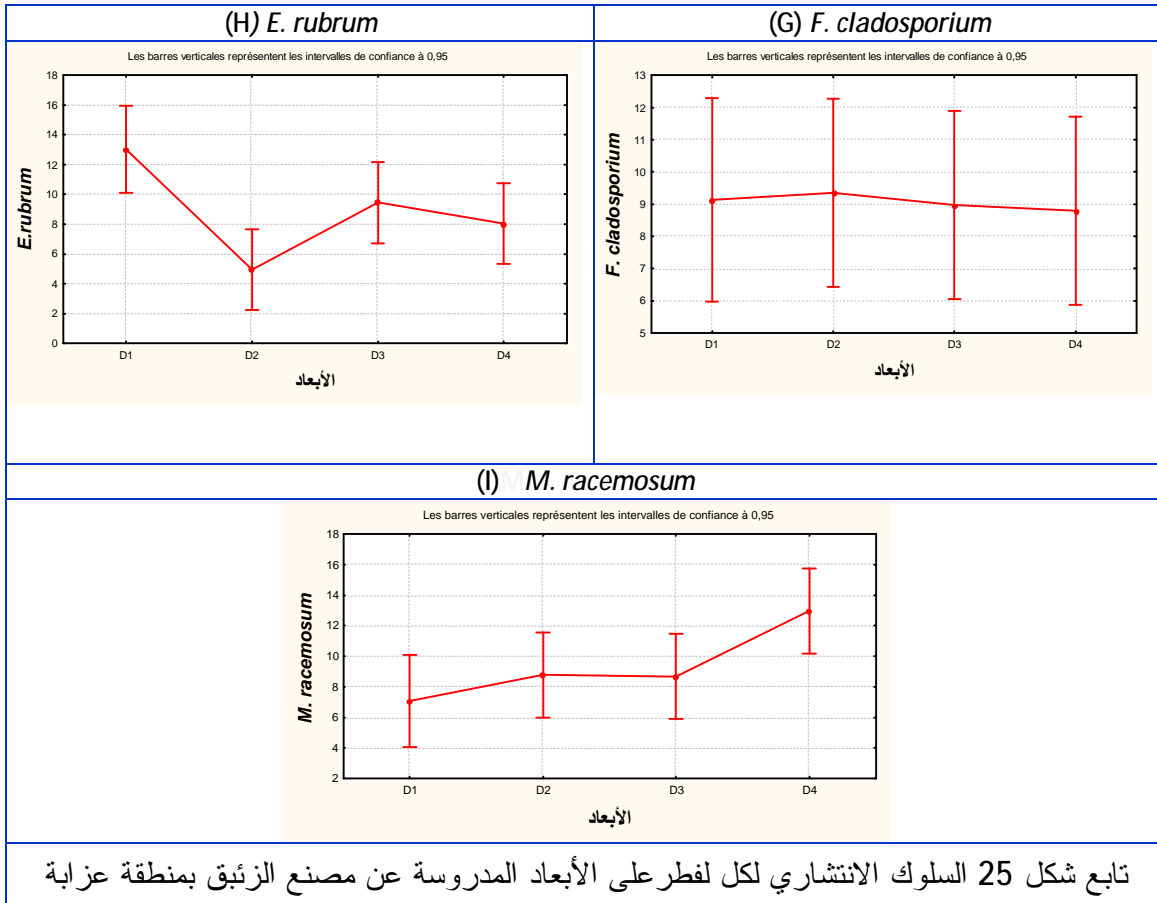 (H) E. rubrum
(G) F. cladosporium
Les barres verticales représentent les intervalles de confiance à 0,95
18
16
14
12
10
8
6
4
2
0
E.rubrum
D1 D2 D3 D4
الأبعاد
Les barres verticales représentent les intervalles de confiance à 0,95
13
12
11
10
9
8
7
6
5
F. cladosporium
D1 D2 D3 D4
الأبعاد
(I) M. racemosum
Les barres verticales représentent les intervalles de confiance à 0,95
18
16
14
12
10
8
6
4
2
M. racemosum
D1 D2 D3 D4
الأبعاد
تابع شكل 25 السلوك الانتشاري لكل لفطرعلى الأبعاد المدروسة عن مصنع الزئبق بمنطقة عزابة